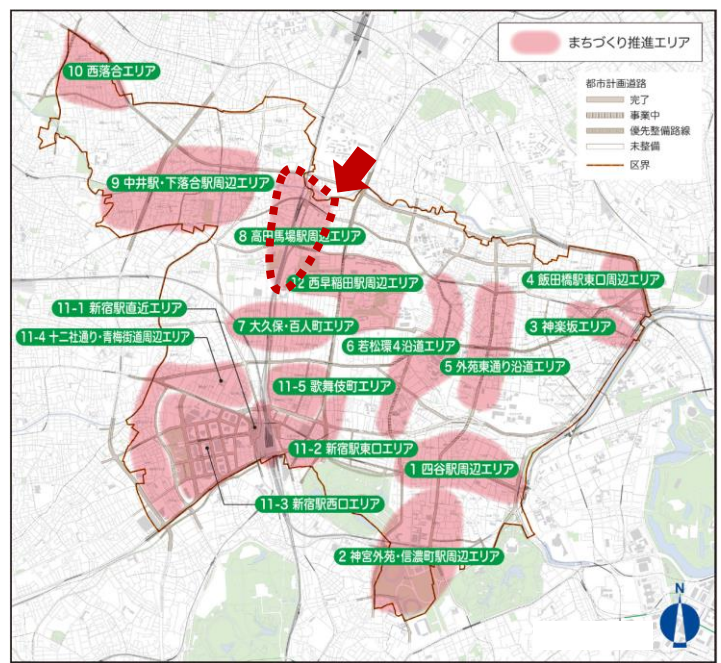 まちづくり推進エリア
都市計画道路
完了
事業中
優先整備路線
未整備
区界
10 西落合エリア
9 中井駅・下落合駅周辺エリア
8 高田馬場駅周辺エリア
12 西早稲田駅周辺エリア
4 飯田橋駅東口周辺エリア
11-1 新宿駅直近エリア
7 大久保・百人町エリア
3 神楽坂エリア
11-4 十二社通り・青梅街道周辺エリア
6 若松環4沿道エリア
5 外苑東通り沿道エリア
11-5 歌舞伎町エリア
11-2 新宿駅東口エリア
1 四谷駅周辺エリア
11-3 新宿駅西口エリア
2 神宮外苑・信濃町駅周辺エリア
N